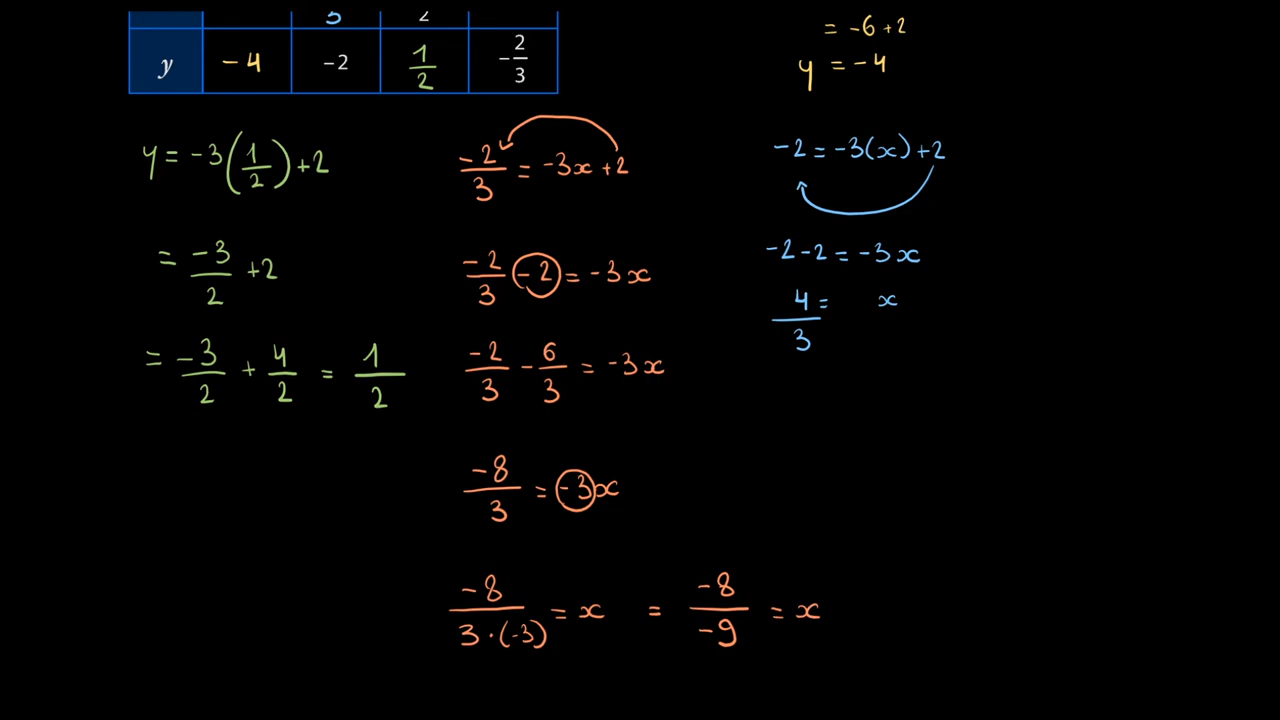 y -4 -2 1/2 -2/3
= -6+2
y = -4
y = -3(1/2)+2
= -3/2 +2
= -3/2 + 4/2 = 1/2
-2/3 = -3x +2
-2/3 -2 = -3x
-2/3 - 6/3 = -3x
-8/3 = -3x
-8/3·(-3) = x = -8/-9 = x
-2 = -3(x)+2
-2-2 = -3x
4/3 = x